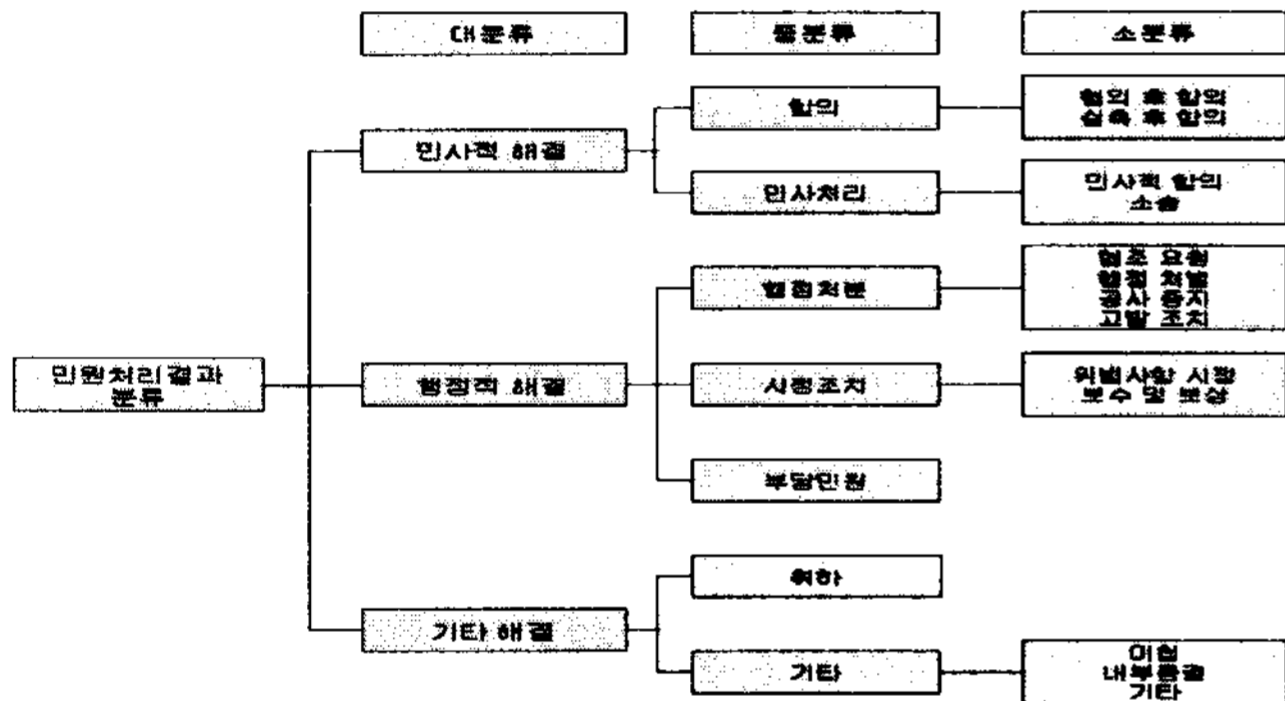 대분류
중분류
소분류
합의
협의 후 합의
실측 후 합의
민사적 해결
민사처리
민사적 합의
소송
행정처분
협조 요원
행정 처벌
공사 중지
고발 조치
민원처리결과
분류
행정적 해결
시정조치
위법사항 시정
보수 및 보상
부당민원
취하
기타 해결
기타
미현
내부종결
기타